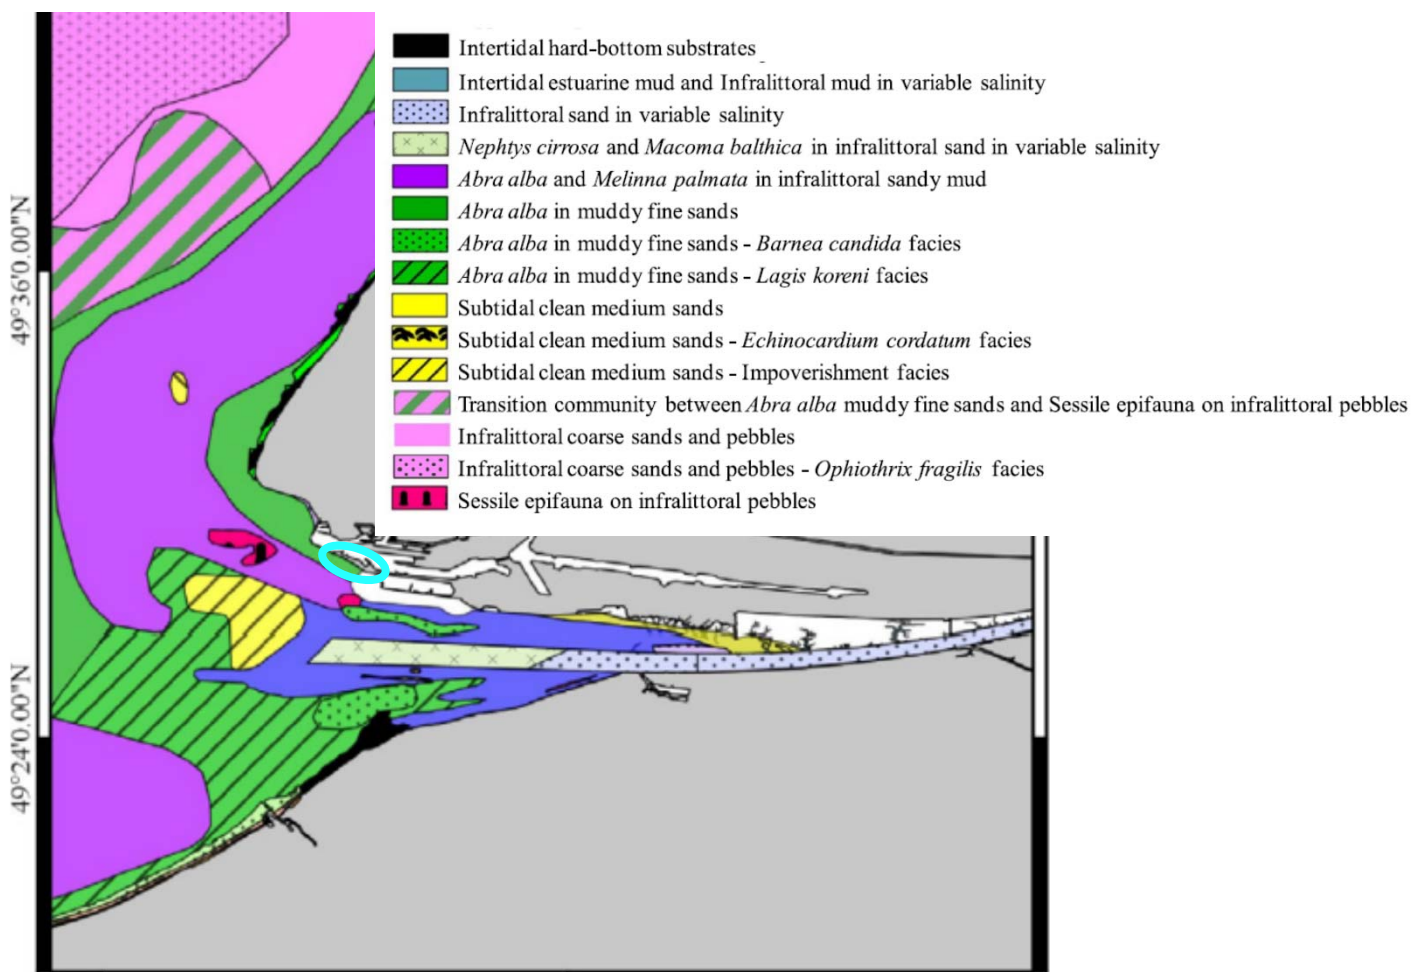 Intertidal hard-bottom substrates
Intertidal estuarine mud and Infralittoral mud in variable salinity
Infralittoral sand in variable salinity
Nephtys cirrosa and Macoma balthica in infralittoral sand in variable salinity
Abra alba and Melinna palmata in infralittoral sandy mud
Abra alba in muddy fine sands
Abra alba in muddy fine sands - Barnea candida facies
Abra alba in muddy fine sands - Lagis koreni facies
Subtidal clean medium sands
Subtidal clean medium sands - Echinocardium cordatum facies
Subtidal clean medium sands - Impoverishment facies
Transition community between Abra alba muddy fine sands and Sessile epifauna on infralittoral pebbles
Infralittoral coarse sands and pebbles
Infralittoral coarse sands and pebbles - Ophiothrix fragilis facies
Sessile epifauna on infralittoral pebbles
49°36'0.00"N
49°24'0.00"N